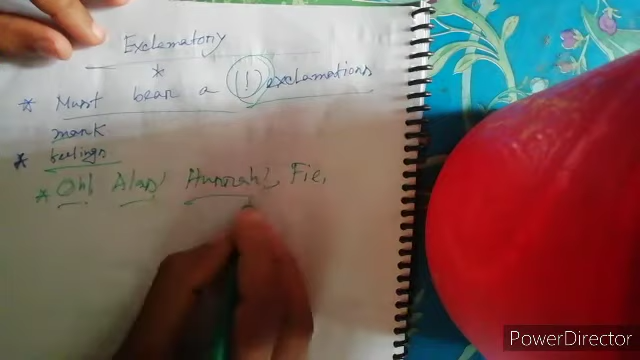 Exclamatory
*
* Must bear a (!) exclamations
mark
* feelings
* Oh! Alas! Hurrah!, Fie,
PowerDirector